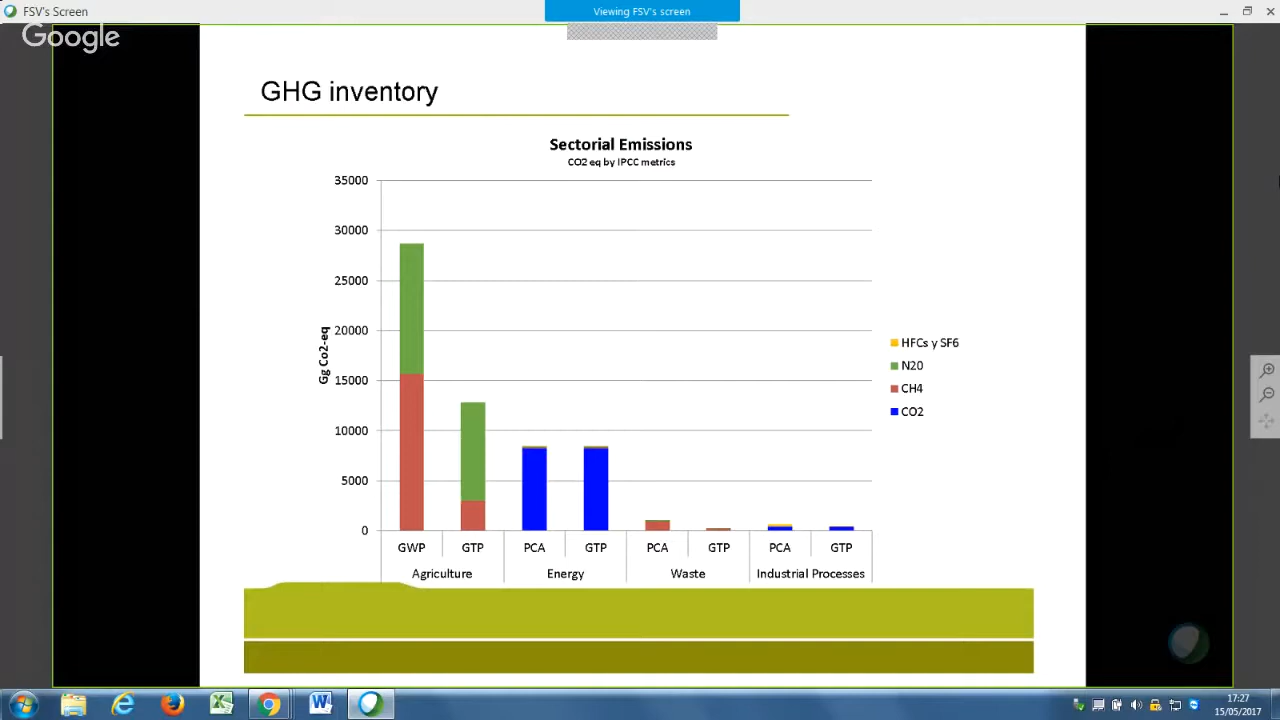 FSV's Screen
Viewing FSV's screen
Google
GHG inventory
Sectorial Emissions
CO2 eq by IPCC metrics
35000
30000
25000
20000
15000
10000
5000
0
Gg Co2-eq
HFCs y SF6
N20
CH4
CO2
GWP GTP PCA GTP PCA GTP PCA GTP
Agriculture Energy Waste Industrial Processes
17:27
15/05/2017